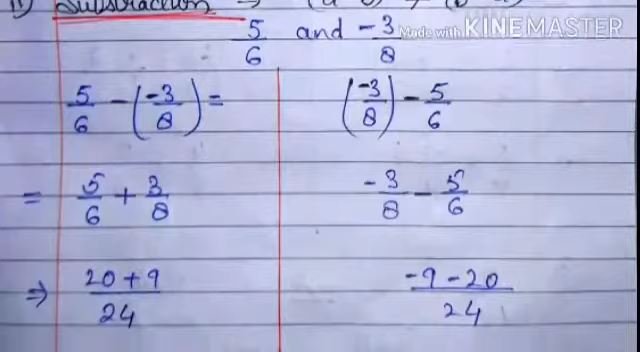 ii) Subtraction ⇒ (a-b) ≠ (b-a)
5/6 and -3/8
Made with KINEMASTER
5/6 - (-3/8) = (-3/8) - 5/6
= 5/6 + 3/8 -3/8 - 5/6
⇒ 20+9/24 -9-20/24